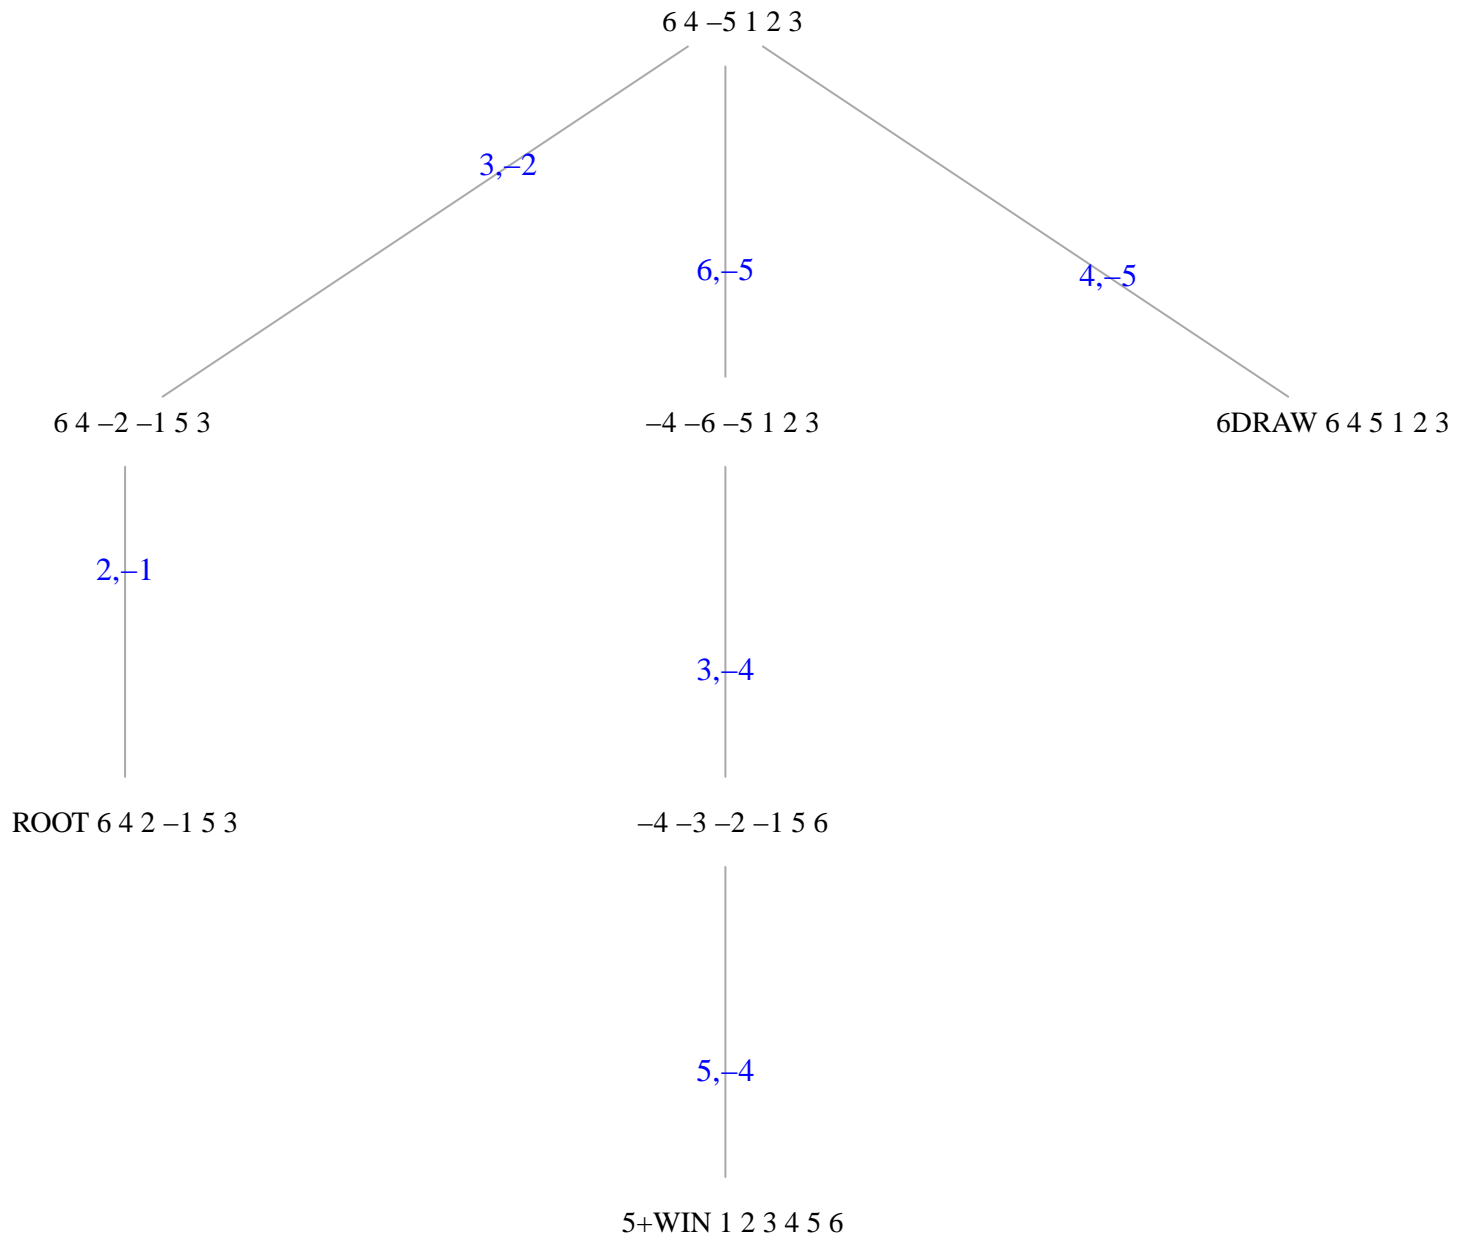 6 4 –5 1 2 3
3,–2
6,–5
4,–5
6 4 –2 –1 5 3
–4 –6 –5 1 2 3
6DRAW 6 4 5 1 2 3
2,–1
3,–4
ROOT 6 4 2 –1 5 3
–4 –3 –2 –1 5 6
5,–4
5+WIN 1 2 3 4 5 6